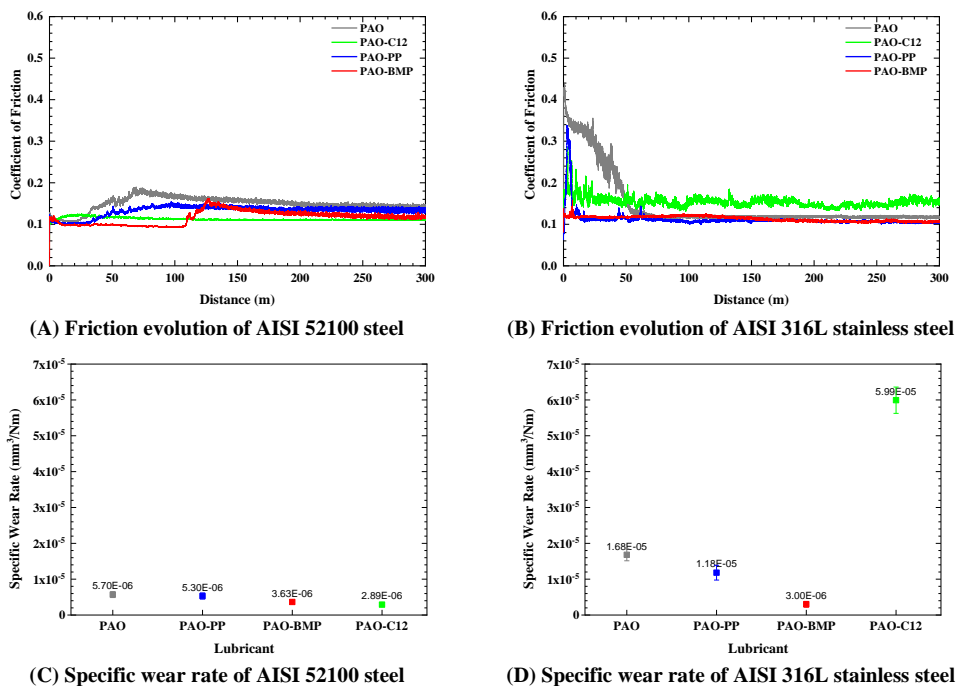 0.6
0.5
0.4
0.3
0.2
0.1
0.0
Coefficient of Friction
PAO
PAO-C12
PAO-PP
PAO-BMP
0 50 100 150 200 250 300
Distance (m)
(A) Friction evolution of AISI 52100 steel
0.6
0.5
0.4
0.3
0.2
0.1
0.0
Coefficient of Friction
PAO
PAO-C12
PAO-PP
PAO-BMP
0 50 100 150 200 250 300
Distance (m)
(B) Friction evolution of AISI 316L stainless steel
7x10⁻⁵
6x10⁻⁵
5x10⁻⁵
4x10⁻⁵
3x10⁻⁵
2x10⁻⁵
1x10⁻⁵
0
Specific Wear Rate (mm³/Nm)
5.70E-06
5.30E-06
3.63E-06
2.89E-06
PAO PAO-PP PAO-BMP PAO-C12
Lubricant
(C) Specific wear rate of AISI 52100 steel
7x10⁻⁵
6x10⁻⁵
5x10⁻⁵
4x10⁻⁵
3x10⁻⁵
2x10⁻⁵
1x10⁻⁵
0
Specific Wear Rate (mm³/Nm)
1.68E-05
1.18E-05
3.00E-06
5.99E-05
PAO PAO-PP PAO-BMP PAO-C12
Lubricant
(D) Specific wear rate of AISI 316L stainless steel